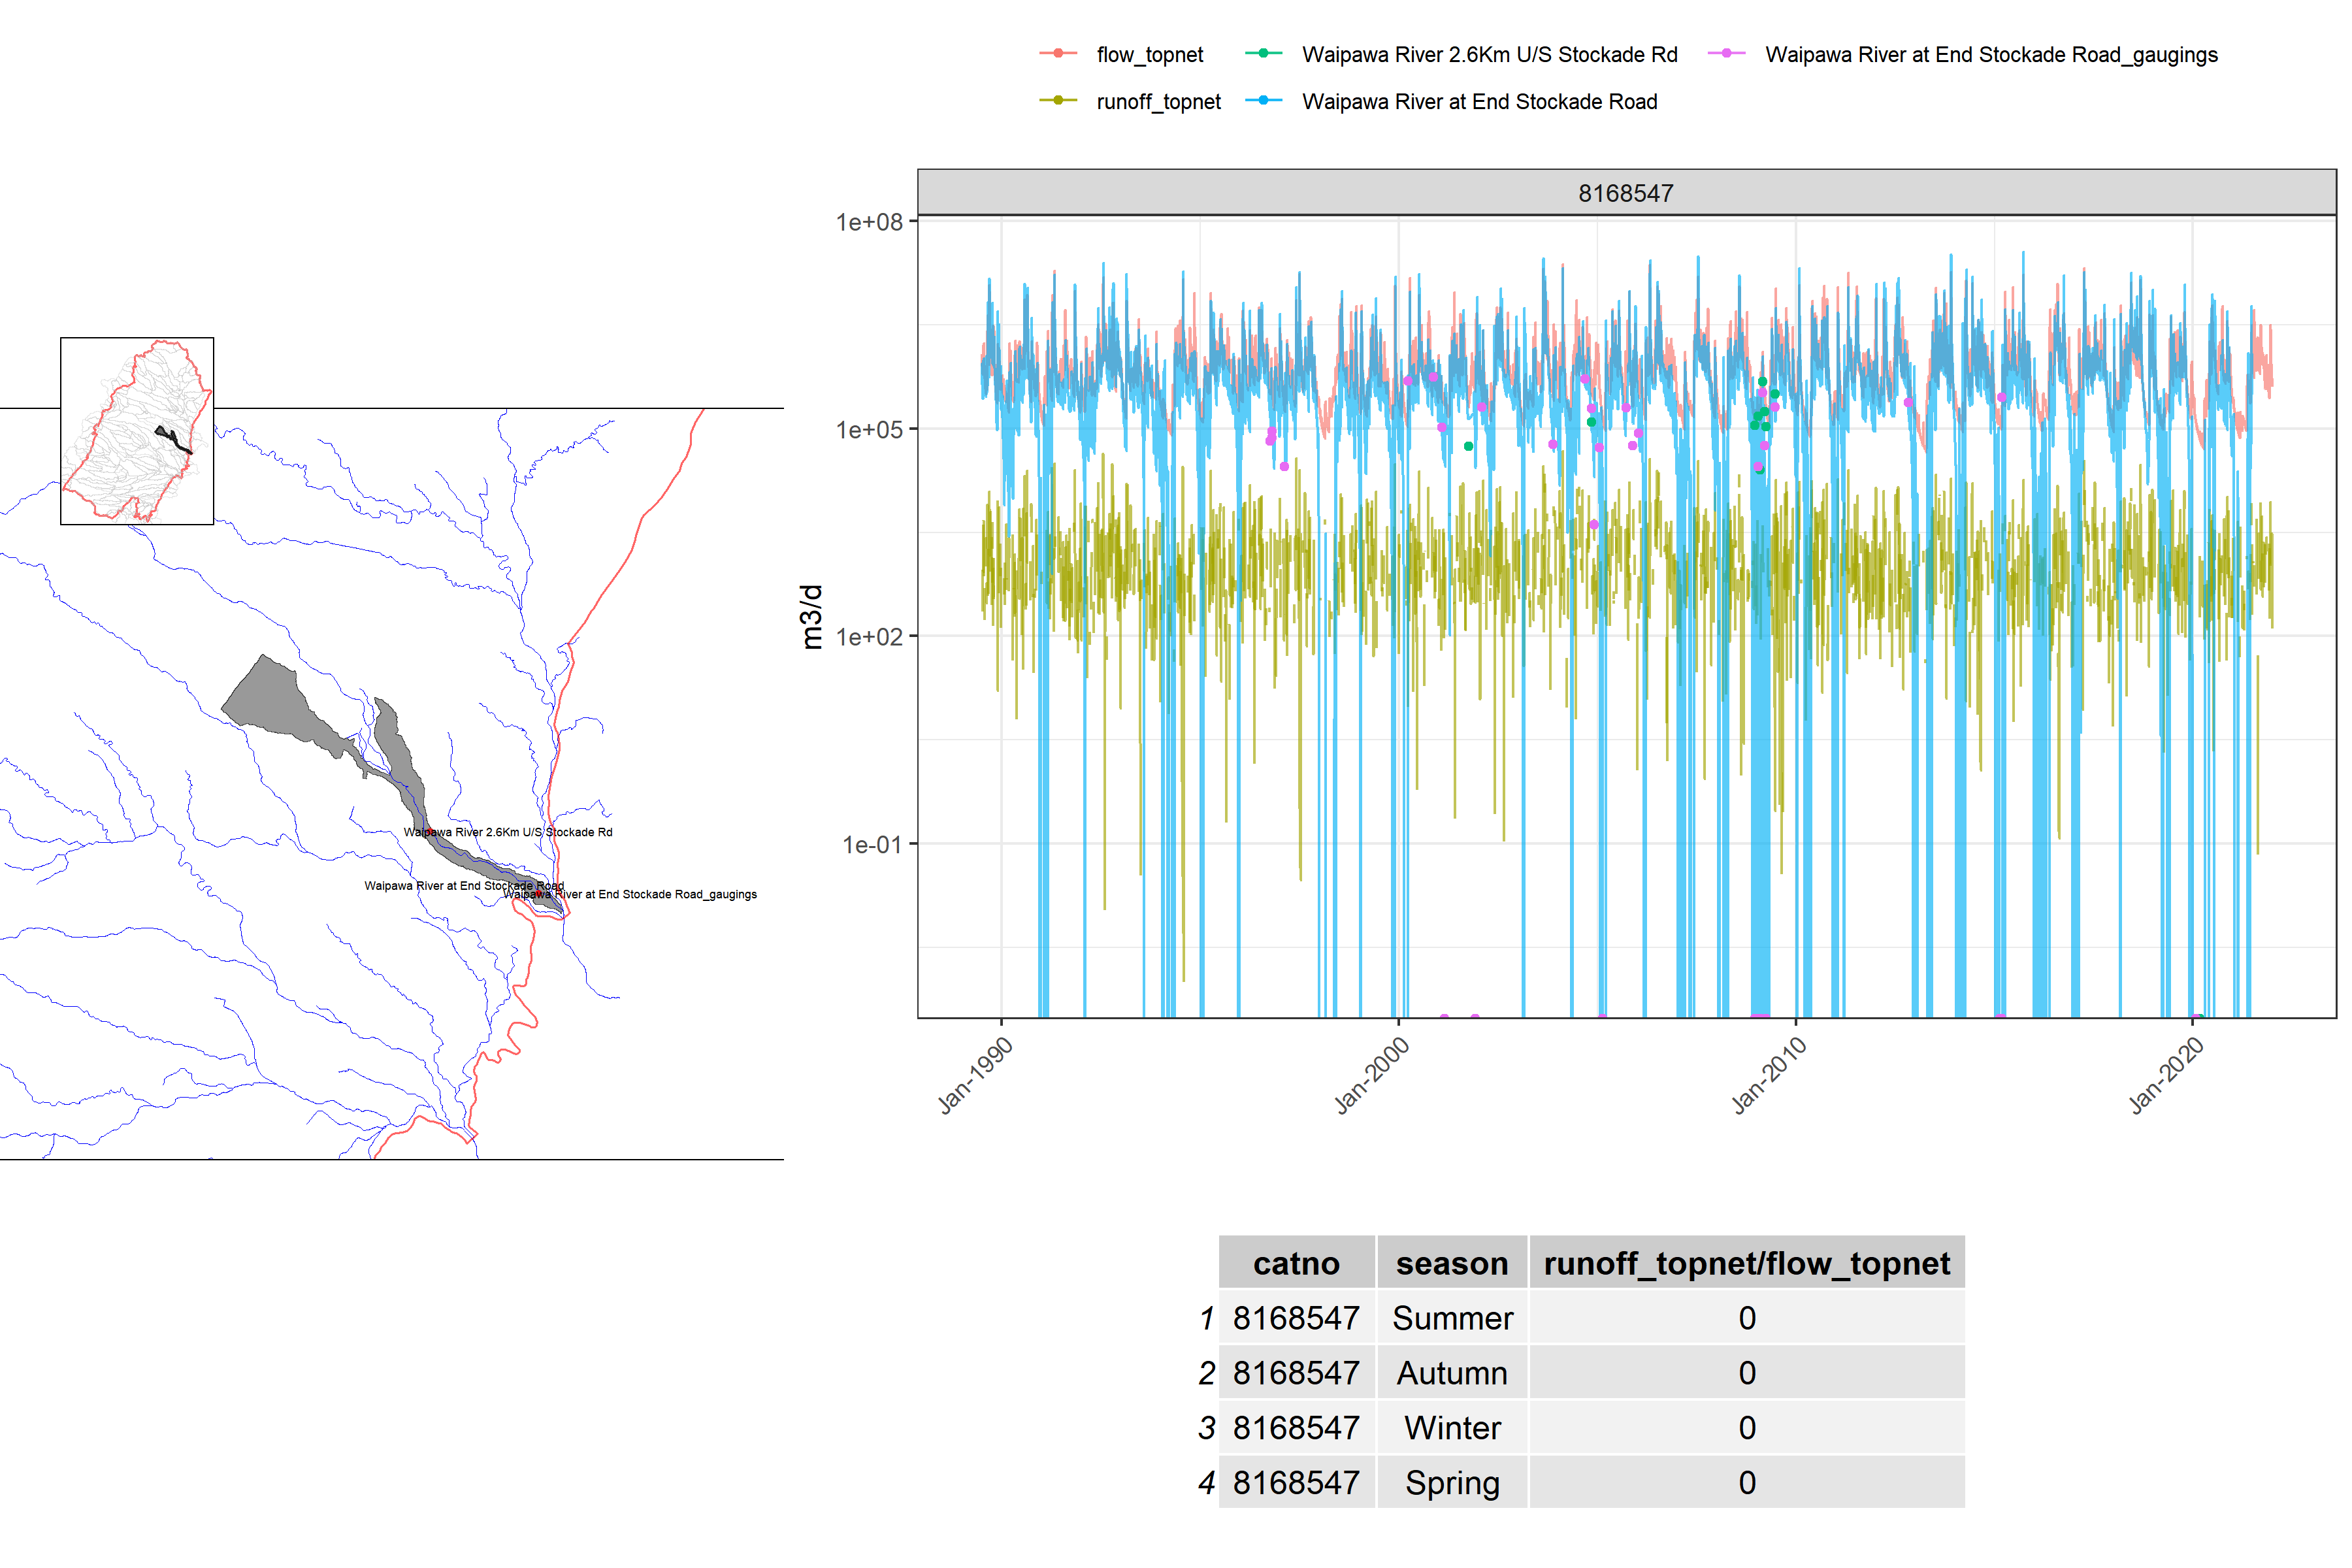 flow_topnet
Waipawa River 2.6Km U/S Stockade Rd
Waipawa River at End Stockade Road_gaugings
runoff_topnet
Waipawa River at End Stockade Road
8168547
1e+08
1e+05
1e+02
1e-01
m3/d
Jan-1990
Jan-2000
Jan-2010
Jan-2020
Waipawa River 2.6Km U/S Stockade Rd
Waipawa River at End Stockade Road
Waipawa River at End Stockade Road_gaugings
catno season runoff_topnet/flow_topnet
1 8168547 Summer 0
2 8168547 Autumn 0
3 8168547 Winter 0
4 8168547 Spring 0